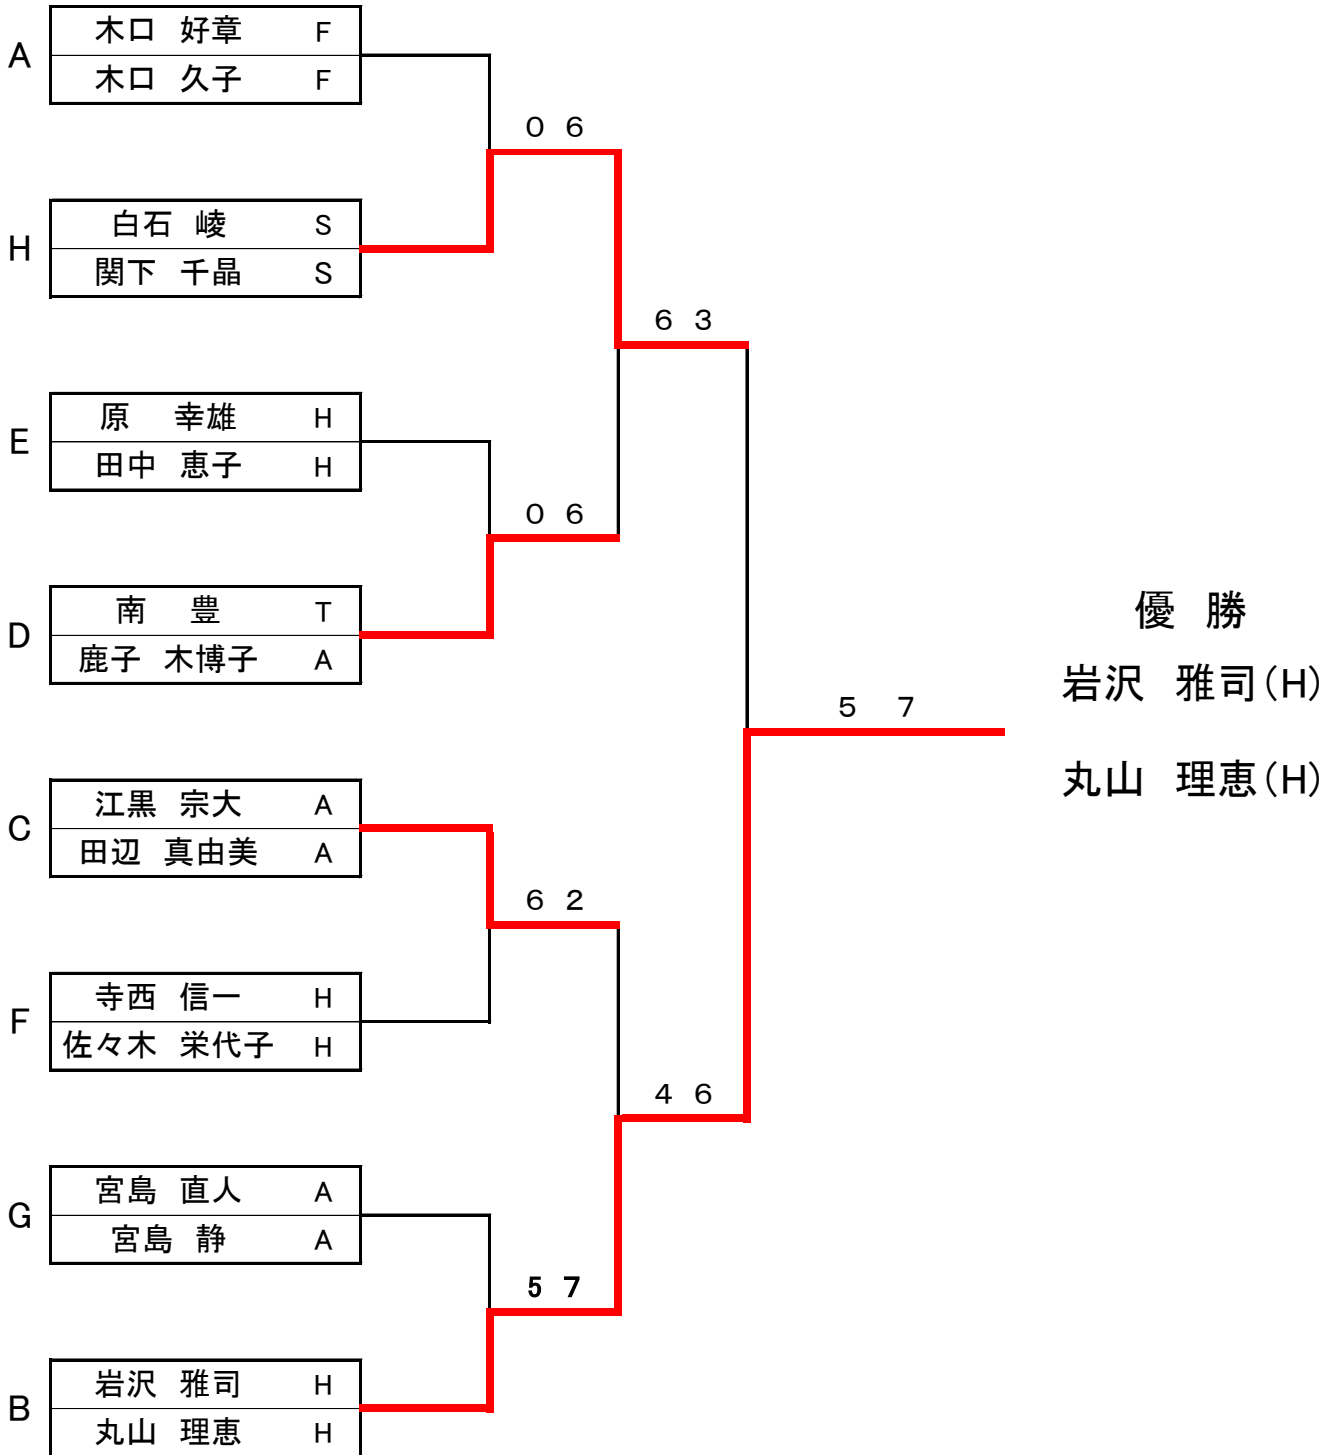 A
木口　好章　F
木口　久子　F
０ ６
H
白石　崚　S
関下　千晶　S
６ ３
E
原　幸雄　H
田中　恵子　H
０ ６
D
南　豊　T
鹿子　木博子　A
優 勝
岩沢　雅司（H）
５ ７
丸山　理恵（H）
C
江黒　宗大　A
田辺　真由美　A
６ ２
F
寺西　信一　H
佐々木　栄代子　H
４ ６
G
宮島　直人　A
宮島　静　A
５ ７
B
岩沢　雅司　H
丸山　理恵　H